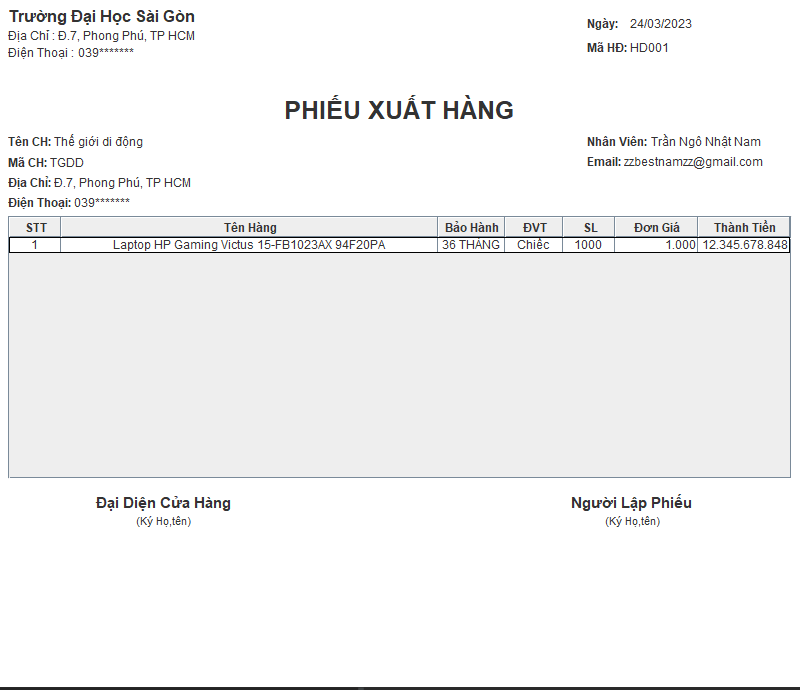 Trường Đại Học Sài Gòn
Địa Chỉ : Đ.7, Phong Phú, TP HCM
Điện Thoại : 039*******
Ngày: 24/03/2023
Mã HĐ: HD001
PHIẾU XUẤT HÀNG
Tên CH: Thế giới di động
Mã CH: TGDD
Địa Chỉ: Đ.7, Phong Phú, TP HCM
Điện Thoại: 039*******
Nhân Viên: Trần Ngô Nhật Nam
Email: zzbestnamzz@gmail.com
STT Tên Hàng Bảo Hành ĐVT SL Đơn Giá Thành Tiền
1 Laptop HP Gaming Victus 15-FB1023AX 94F20PA 36 THÁNG Chiếc 1000 1.000 12.345.678.848
Đại Diện Cửa Hàng
(Ký Họ,tên)
Người Lập Phiếu
(Ký Họ,tên)